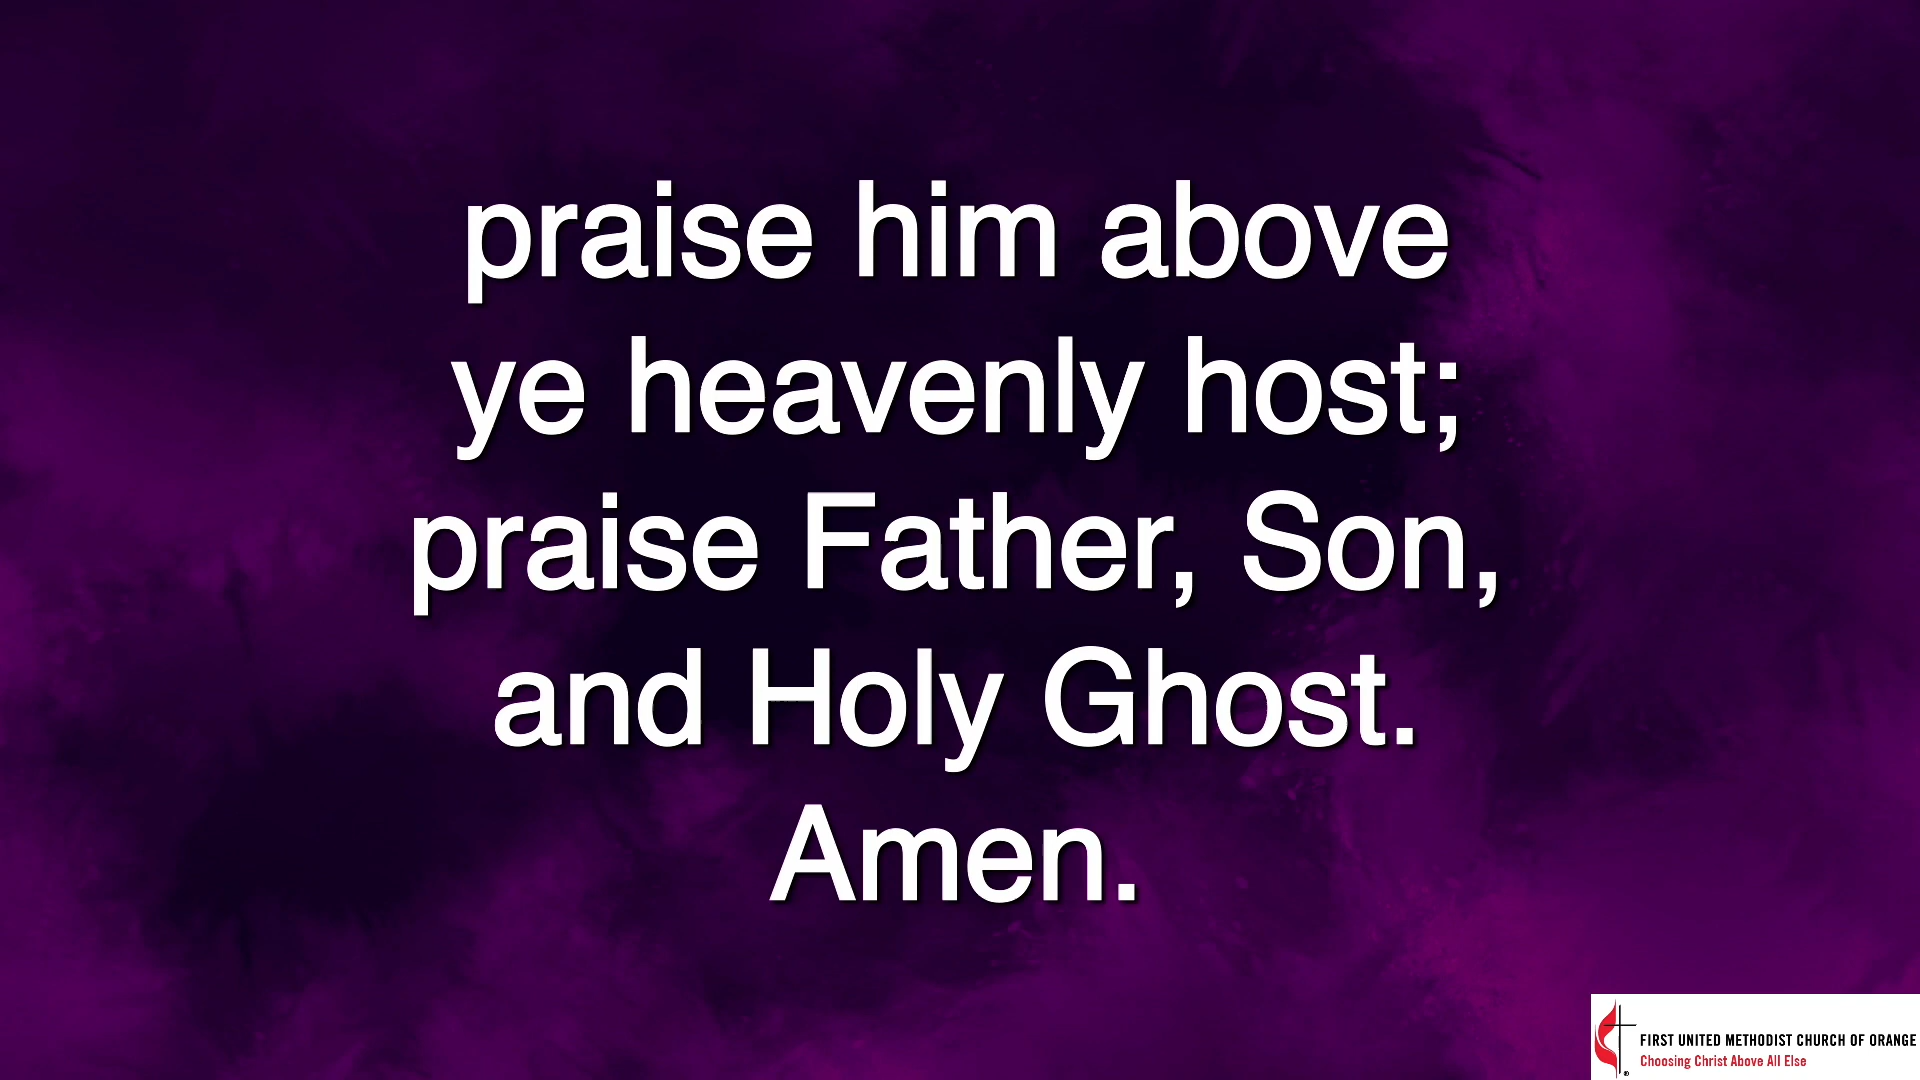 praise him above
ye heavenly host;
praise Father, Son,
and Holy Ghost.
Amen.
FIRST UNITED METHODIST CHURCH OF ORANGE
Choosing Christ Above All Else